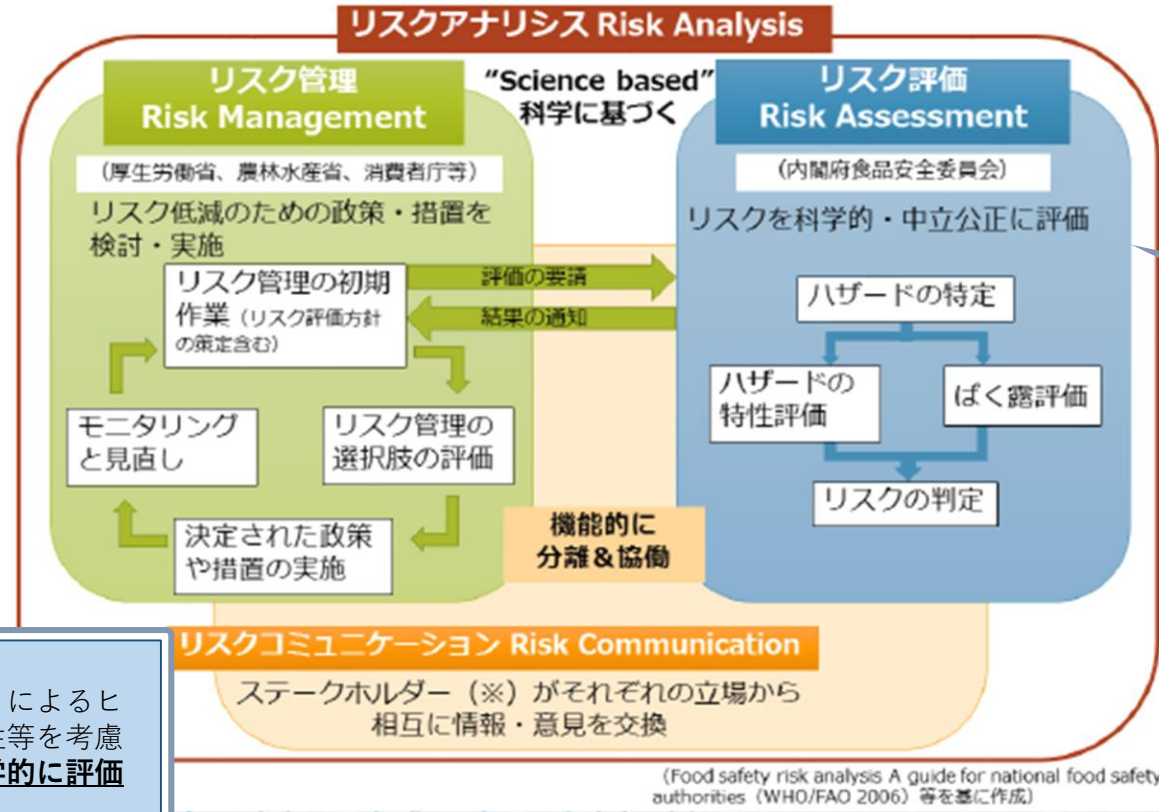 リスクアナリシス Risk Analysis
リスク管理
Risk Management
"Science based"
科学に基づく
リスク評価
Risk Assessment
（厚生労働省、農林水産省、消費者庁等）
リスク低減のための政策・措置を
検討・実施
（内閣府食品安全委員会）
リスクを科学的・中立公正に評価
リスク管理の初期
作業（リスク評価方針
の策定含む）
評価の要請
結果の通知
ハザードの特定
ハザードの
特性評価
ばく露評価
モニタリング
と見直し
リスク管理の
選択肢の評価
リスクの判定
決定された政策
や措置の実施
機能的に
分離＆協働
リスクコミュニケーション Risk Communication
ステークホルダー（※）がそれぞれの立場から
相互に情報・意見を交換
によるヒ
性等を考慮
学的に評価
（Food safety risk analysis A guide for national food safety
authorities（WHO/FAO 2006）等を基に作成）